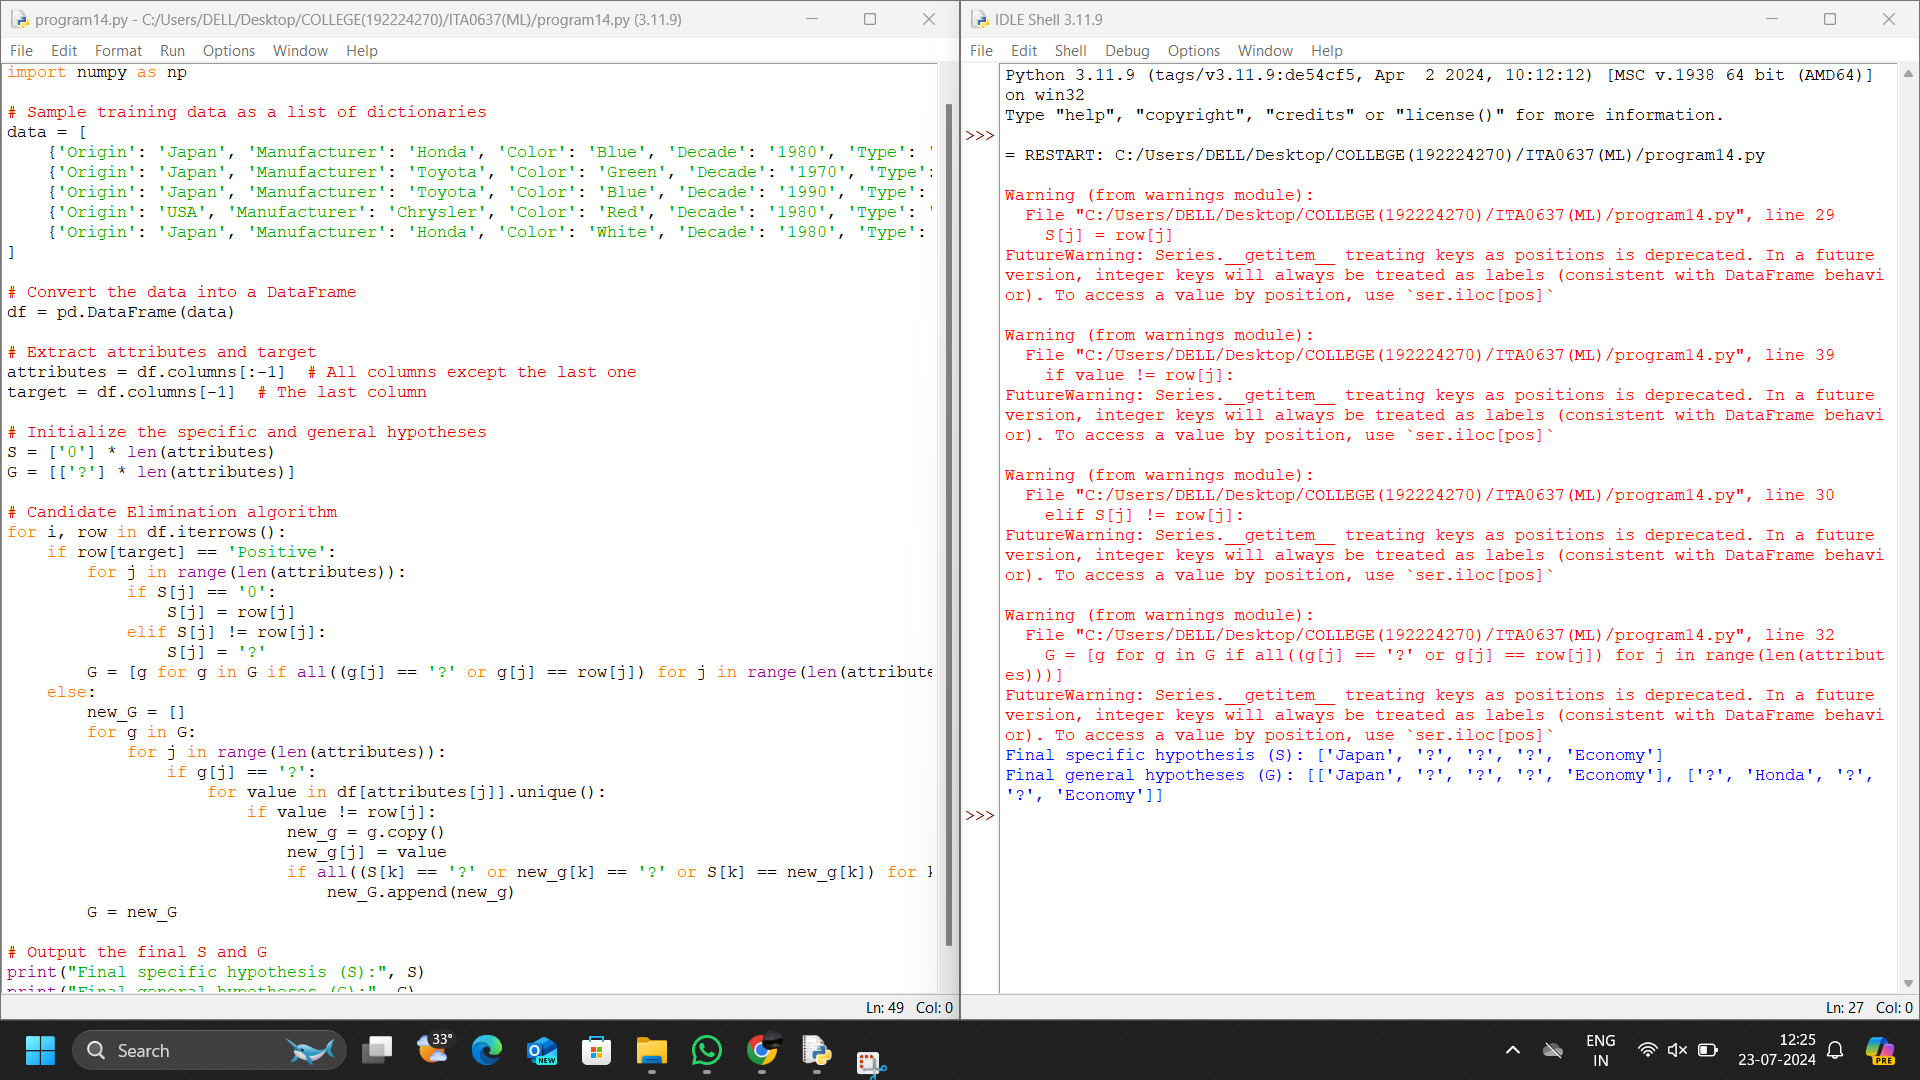 program14.py - C:/Users/DELL/Desktop/COLLEGE(192224270)/ITA0637(ML)/program14.py (3.11.9)
File Edit Format Run Options Window Help
import numpy as np
# Sample training data as a list of dictionaries
data = [
    {'Origin': 'Japan', 'Manufacturer': 'Honda', 'Color': 'Blue', 'Decade': '1980', 'Type': '
    {'Origin': 'Japan', 'Manufacturer': 'Toyota', 'Color': 'Green', 'Decade': '1970', 'Type':
    {'Origin': 'Japan', 'Manufacturer': 'Toyota', 'Color': 'Blue', 'Decade': '1990', 'Type':
    {'Origin': 'USA', 'Manufacturer': 'Chrysler', 'Color': 'Red', 'Decade': '1980', 'Type': '
    {'Origin': 'Japan', 'Manufacturer': 'Honda', 'Color': 'White', 'Decade': '1980', 'Type':
]
# Convert the data into a DataFrame
df = pd.DataFrame(data)
# Extract attributes and target
attributes = df.columns[:-1]  # All columns except the last one
target = df.columns[-1]  # The last column
# Initialize the specific and general hypotheses
S = ['0'] * len(attributes)
G = [['?'] * len(attributes)]
# Candidate Elimination algorithm
for i, row in df.iterrows():
    if row[target] == 'Positive':
        for j in range(len(attributes)):
            if S[j] == '0':
                S[j] = row[j]
            elif S[j] != row[j]:
                S[j] = '?'
        G = [g for g in G if all((g[j] == '?' or g[j] == row[j]) for j in range(len(attribute
    else:
        new_G = []
        for g in G:
            for j in range(len(attributes)):
                if g[j] == '?':
                    for value in df[attributes[j]].unique():
                        if value != row[j]:
                            new_g = g.copy()
                            new_g[j] = value
                            if all((S[k] == '?' or new_g[k] == '?' or S[k] == new_g[k]) for
                                new_G.append(new_g)
        G = new_G
# Output the final S and G
print("Final specific hypothesis (S):", S)
print("Final general hypotheses (G):", G)
Ln: 49 Col: 0
IDLE Shell 3.11.9
File Edit Shell Debug Options Window Help
Python 3.11.9 (tags/v3.11.9:de54cf5, Apr  2 2024, 10:12:12) [MSC v.1938 64 bit (AMD64)]
on win32
Type "help", "copyright", "credits" or "license()" for more information.
>>>
= RESTART: C:/Users/DELL/Desktop/COLLEGE(192224270)/ITA0637(ML)/program14.py
Warning (from warnings module):
  File "C:/Users/DELL/Desktop/COLLEGE(192224270)/ITA0637(ML)/program14.py", line 29
    S[j] = row[j]
FutureWarning: Series.__getitem__ treating keys as positions is deprecated. In a future
version, integer keys will always be treated as labels (consistent with DataFrame behavi
or). To access a value by position, use `ser.iloc[pos]`
Warning (from warnings module):
  File "C:/Users/DELL/Desktop/COLLEGE(192224270)/ITA0637(ML)/program14.py", line 39
    if value != row[j]:
FutureWarning: Series.__getitem__ treating keys as positions is deprecated. In a future
version, integer keys will always be treated as labels (consistent with DataFrame behavi
or). To access a value by position, use `ser.iloc[pos]`
Warning (from warnings module):
  File "C:/Users/DELL/Desktop/COLLEGE(192224270)/ITA0637(ML)/program14.py", line 30
    elif S[j] != row[j]:
FutureWarning: Series.__getitem__ treating keys as positions is deprecated. In a future
version, integer keys will always be treated as labels (consistent with DataFrame behavi
or). To access a value by position, use `ser.iloc[pos]`
Warning (from warnings module):
  File "C:/Users/DELL/Desktop/COLLEGE(192224270)/ITA0637(ML)/program14.py", line 32
    G = [g for g in G if all((g[j] == '?' or g[j] == row[j]) for j in range(len(attribut
es)))]
FutureWarning: Series.__getitem__ treating keys as positions is deprecated. In a future
version, integer keys will always be treated as labels (consistent with DataFrame behavi
or). To access a value by position, use `ser.iloc[pos]`
Final specific hypothesis (S): ['Japan', '?', '?', '?', 'Economy']
Final general hypotheses (G): [['Japan', '?', '?', '?', 'Economy'], ['?', 'Honda', '?',
'?', 'Economy']]
>>>
Ln: 27 Col: 0
Search
33°
NEW
ENG
IN
12:25
23-07-2024
PRE